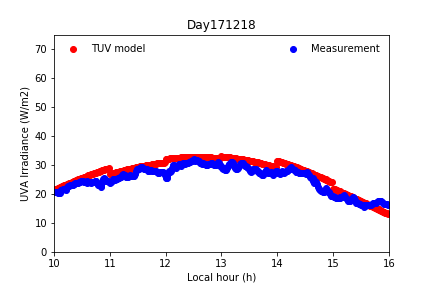 Day171218
TUV model
Measurement
UVA Irradiance (W/m2)
70
60
50
40
30
20
10
0
10 11 12 13 14 15 16
Local hour (h)